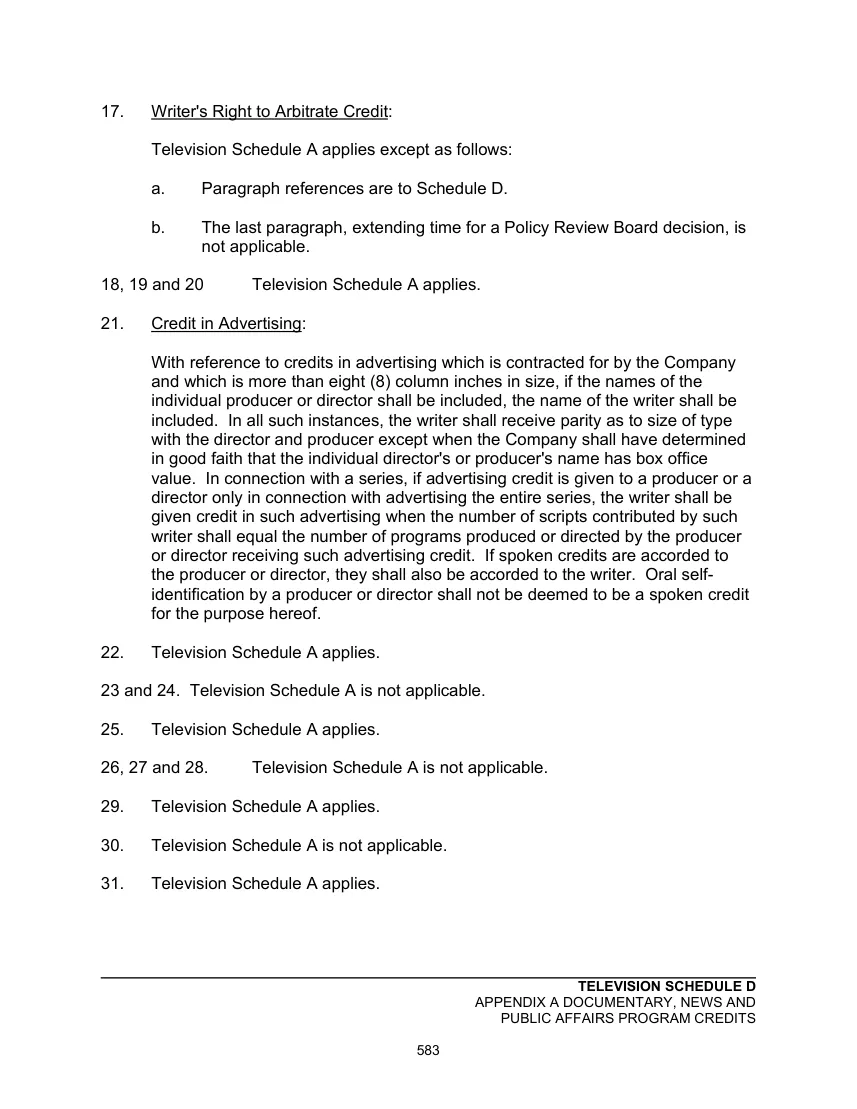 17. Writer's Right to Arbitrate Credit:
Television Schedule A applies except as follows:
a. Paragraph references are to Schedule D.
b. The last paragraph, extending time for a Policy Review Board decision, is
not applicable.
18, 19 and 20 Television Schedule A applies.
21. Credit in Advertising:
With reference to credits in advertising which is contracted for by the Company
and which is more than eight (8) column inches in size, if the names of the
individual producer or director shall be included, the name of the writer shall be
included. In all such instances, the writer shall receive parity as to size of type
with the director and producer except when the Company shall have determined
in good faith that the individual director's or producer's name has box office
value. In connection with a series, if advertising credit is given to a producer or a
director only in connection with advertising the entire series, the writer shall be
given credit in such advertising when the number of scripts contributed by such
writer shall equal the number of programs produced or directed by the producer
or director receiving such advertising credit. If spoken credits are accorded to
the producer or director, they shall also be accorded to the writer. Oral self-
identification by a producer or director shall not be deemed to be a spoken credit
for the purpose hereof.
22. Television Schedule A applies.
23 and 24. Television Schedule A is not applicable.
25. Television Schedule A applies.
26, 27 and 28. Television Schedule A is not applicable.
29. Television Schedule A applies.
30. Television Schedule A is not applicable.
31. Television Schedule A applies.
TELEVISION SCHEDULE D
APPENDIX A DOCUMENTARY, NEWS AND
PUBLIC AFFAIRS PROGRAM CREDITS
583